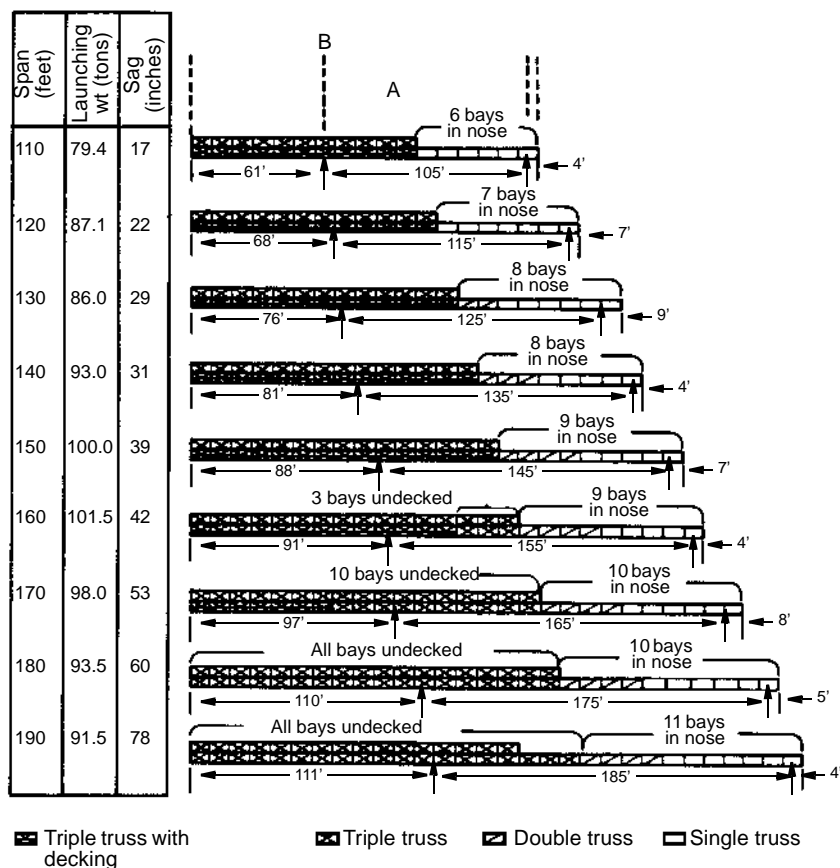 Span (feet)
Launching wt (tons)
Sag (inches)
B
A
110 79.4 17
6 bays in nose
61' 105' 4'
120 87.1 22
7 bays in nose
68' 115' 7'
130 86.0 29
8 bays in nose
76' 125' 9'
140 93.0 31
8 bays in nose
81' 135' 4'
150 100.0 39
9 bays in nose
88' 145' 7'
160 101.5 42
3 bays undecked
9 bays in nose
91' 155' 4'
170 98.0 53
10 bays undecked
10 bays in nose
97' 165' 8'
180 93.5 60
All bays undecked
10 bays in nose
110' 175' 5'
190 91.5 78
All bays undecked
11 bays in nose
111' 185' 4'
Triple truss with decking
Triple truss
Double truss
Single truss